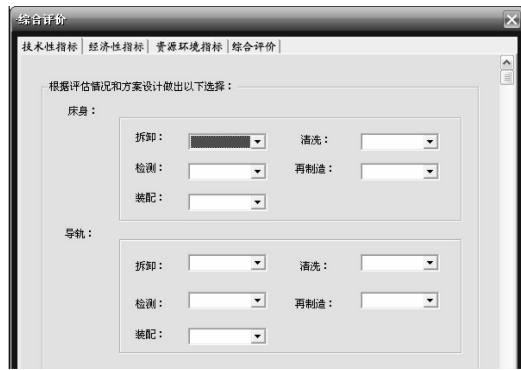 综合评价
技术性指标 经济性指标 资源环境指标 综合评价
根据评估情况和方案设计做出以下选择：
床身：
拆卸： 清洗：
检测： 再制造：
装配：
导轨：
拆卸： 清洗：
检测： 再制造：
装配：